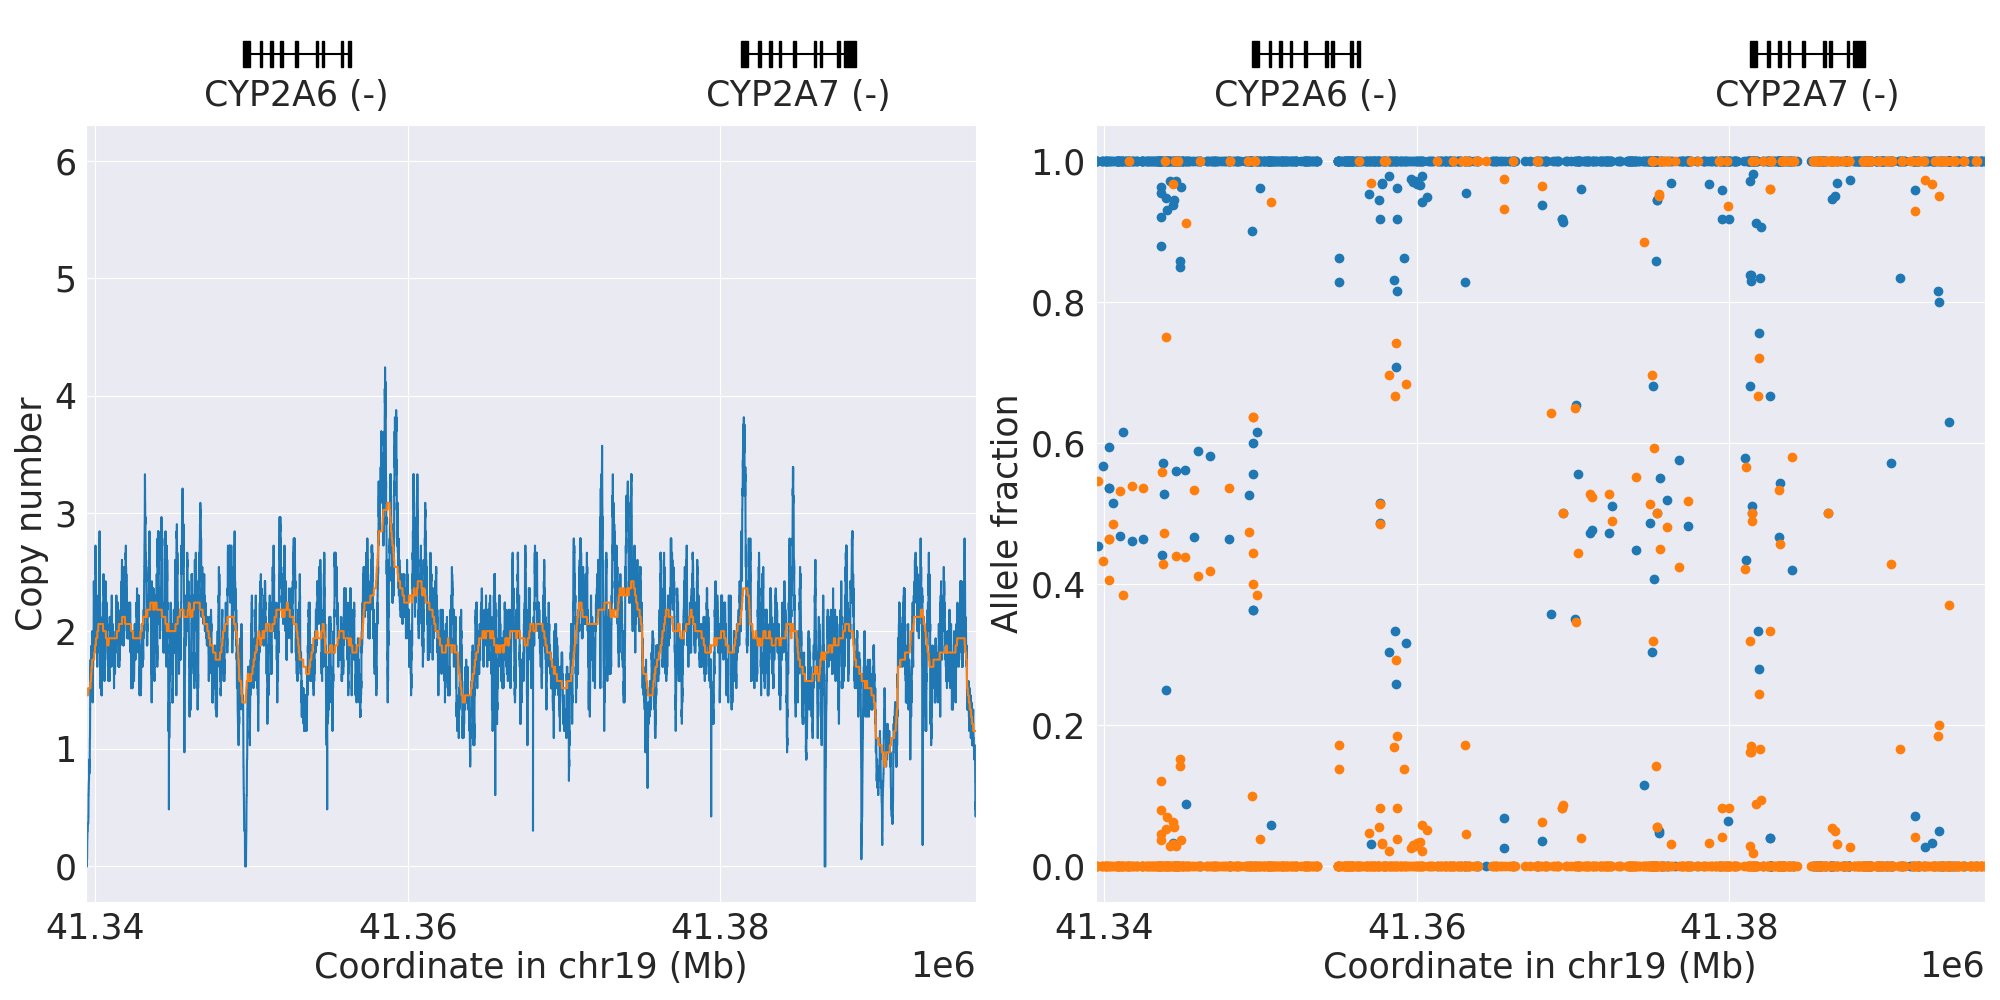 CYP2A6 (-)
CYP2A7 (-)
6
5
4
3
2
1
0
Copy number
41.34
41.36
41.38
Coordinate in chr19 (Mb)
1e6
CYP2A6 (-)
CYP2A7 (-)
1.0
0.8
0.6
0.4
0.2
0.0
Allele fraction
41.34
41.36
41.38
Coordinate in chr19 (Mb)
1e6